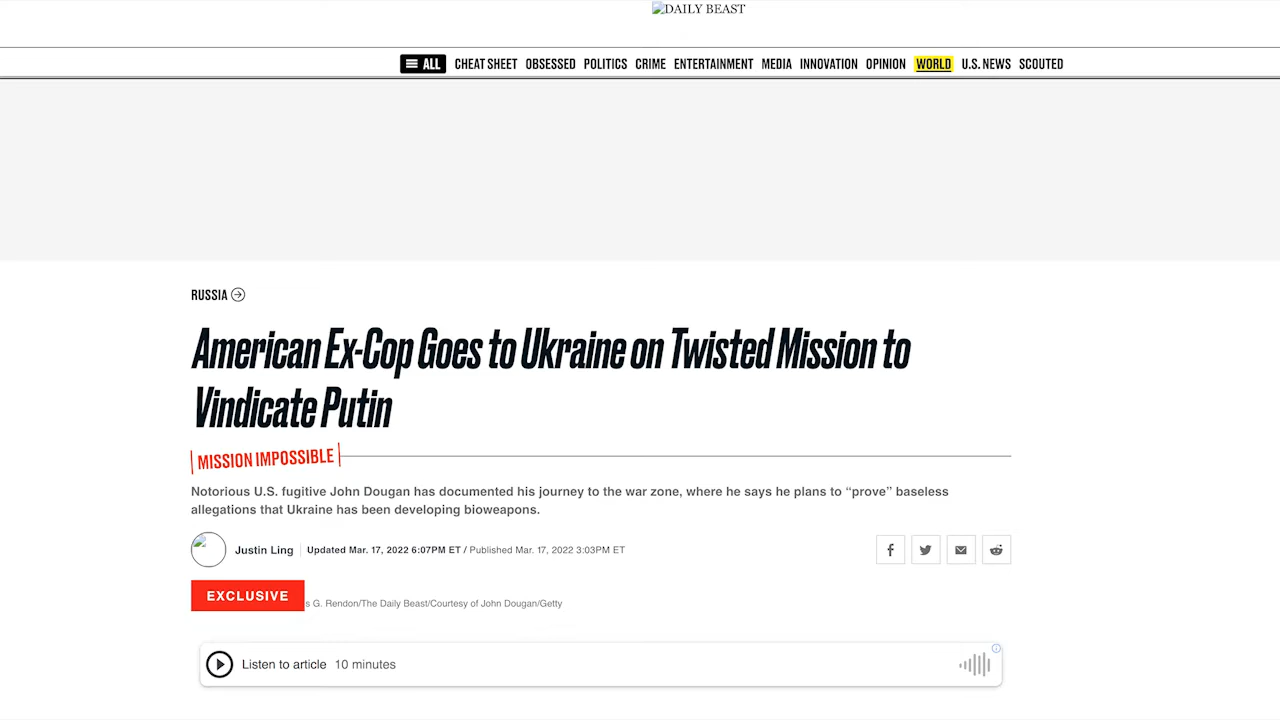 DAILY BEAST
ALL CHEAT SHEET OBSESSED POLITICS CRIME ENTERTAINMENT MEDIA INNOVATION OPINION WORLD U.S. NEWS SCOUTED
RUSSIA
American Ex-Cop Goes to Ukraine on Twisted Mission to
Vindicate Putin
MISSION IMPOSSIBLE
Notorious U.S. fugitive John Dougan has documented his journey to the war zone, where he says he plans to “prove” baseless
allegations that Ukraine has been developing bioweapons.
Justin Ling Updated Mar. 17, 2022 6:07PM ET / Published Mar. 17, 2022 3:03PM ET
EXCLUSIVE
s G. Rendon/The Daily Beast/Courtesy of John Dougan/Getty
Listen to article 10 minutes